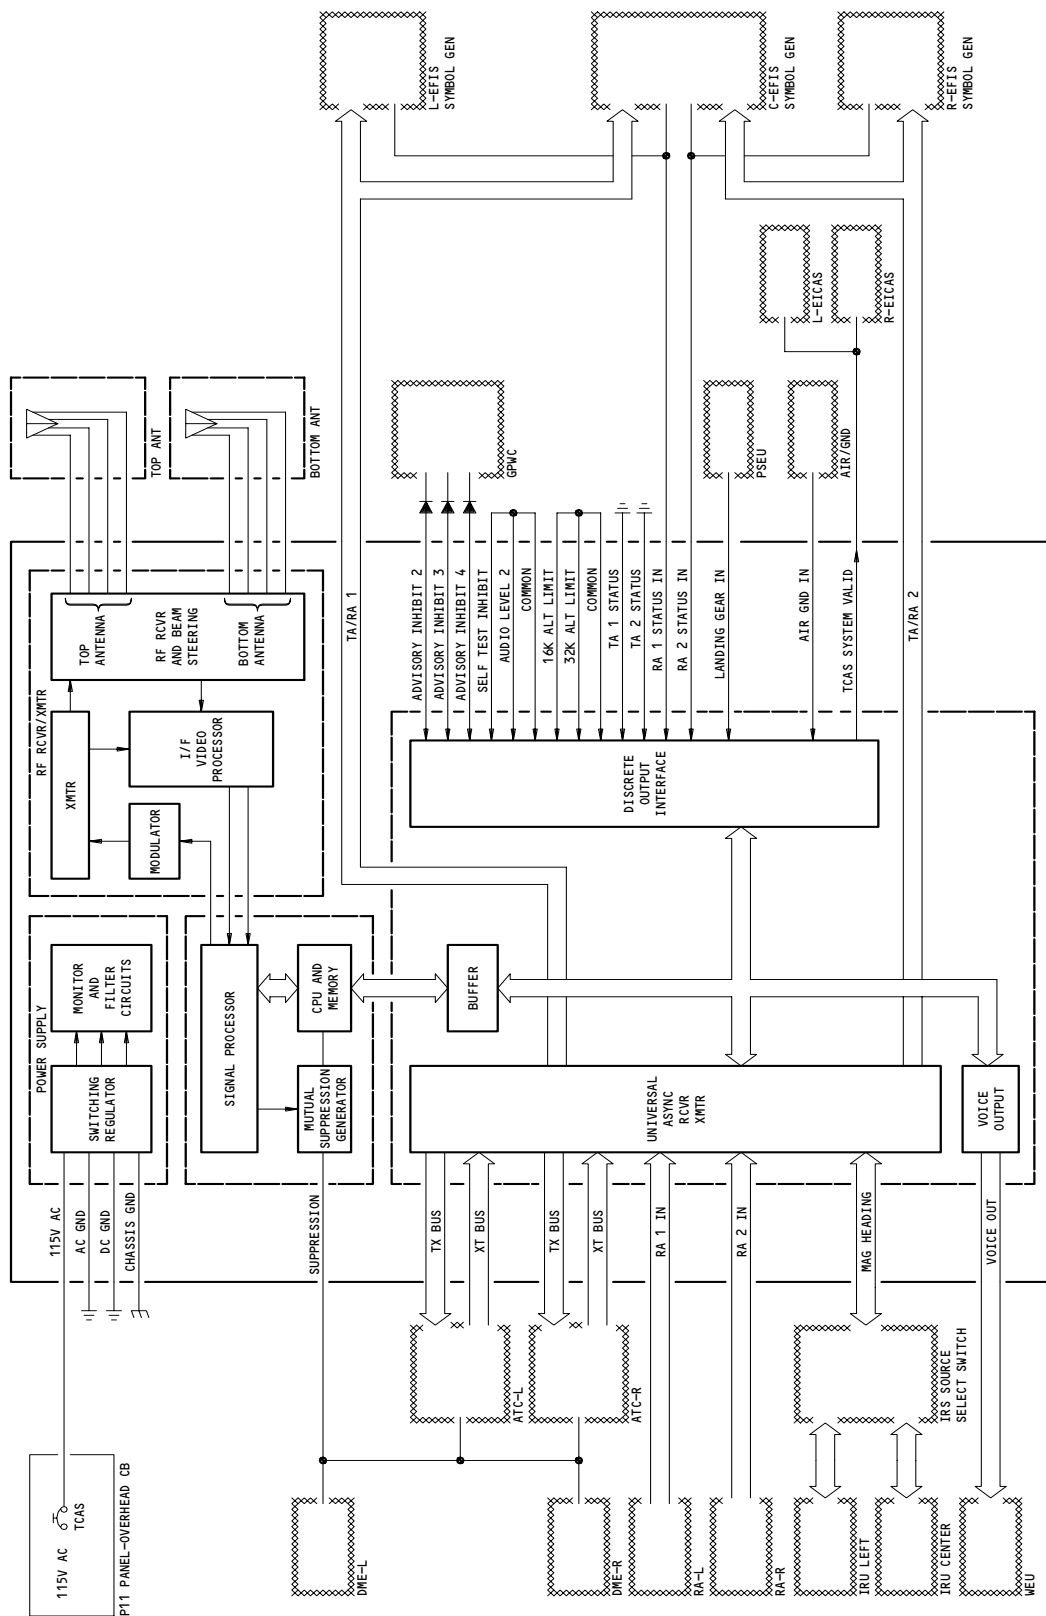 115V AC
TCAS
P11 PANEL-OVERHEAD CB
DME-L
DME-R
RA-L
RA-R
IRU LEFT
IRU CENTER
WEU
ATC-L
ATC-R
IRS SOURCE
SELECT SWITCH
115V AC
AC GND
DC GND
CHASSIS GND
SUPPRESSION
TX BUS
XT BUS
TX BUS
XT BUS
RA 1 IN
RA 2 IN
MAG HEADING
VOICE OUT
POWER SUPPLY
SWITCHING
REGULATOR
MONITOR
AND
FILTER
CIRCUITS
SIGNAL PROCESSOR
MUTUAL
SUPPRESSION
GENERATOR
CPU AND
MEMORY
UNIVERSAL
ASYNC
RCVR
XMTR
VOICE
OUTPUT
BUFFER
RF RCVR/XMTR
XMTR
MODULATOR
I/F
VIDEO
PROCESSOR
TOP
ANTENNA
RF RCVR
AND BEAM
STEERING
BOTTOM
ANTENNA
DISCRETE
OUTPUT
INTERFACE
TA/RA 1
ADVISORY INHIBIT 2
ADVISORY INHIBIT 3
ADVISORY INHIBIT 4
SELF TEST INHIBIT
AUDIO LEVEL 2
COMMON
16K ALT LIMIT
32K ALT LIMIT
COMMON
TA 1 STATUS
TA 2 STATUS
RA 1 STATUS IN
RA 2 STATUS IN
LANDING GEAR IN
AIR GND IN
TCAS SYSTEM VALID
TA/RA 2
TOP ANT
BOTTOM ANT
GPWC
PSEU
AIR/GND
L-EICAS
R-EICAS
L-EFIS
SYMBOL GEN
C-EFIS
SYMBOL GEN
R-EFIS
SYMBOL GEN